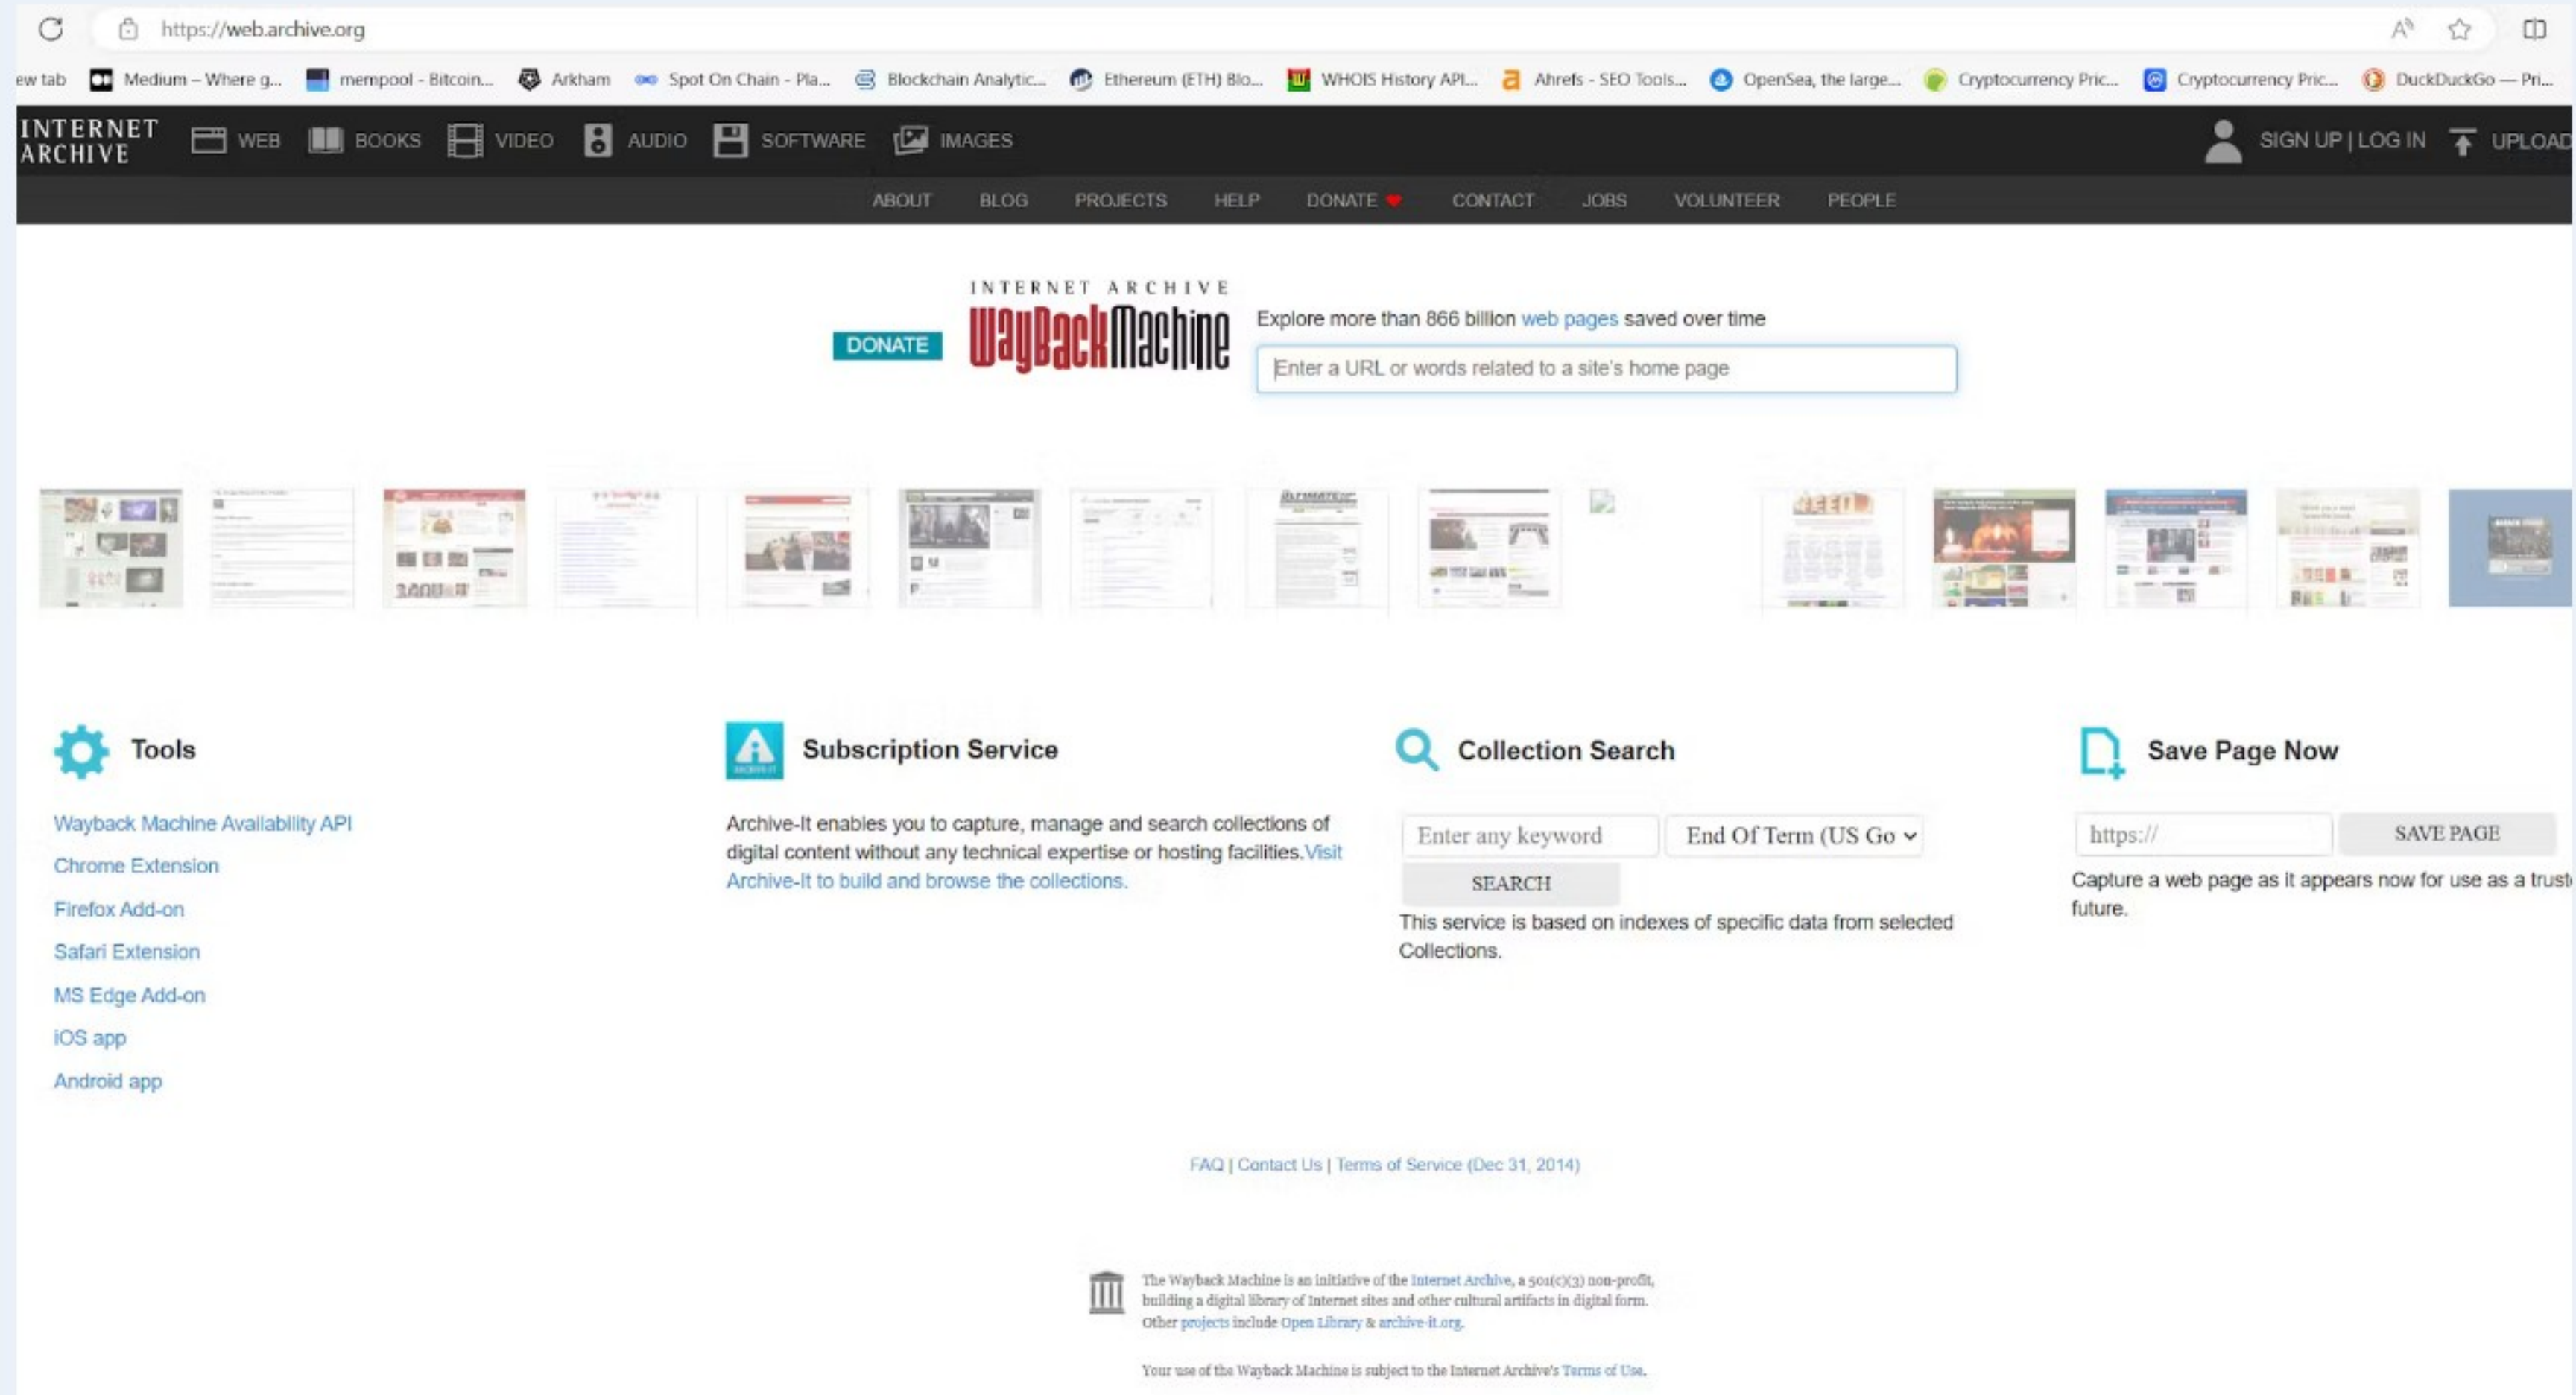 https://web.archive.org
ew tab Medium – Where g... mempool - Bitcoin... Arkham Spot On Chain - Pla... Blockchain Analytic... Ethereum (ETH) Blo... WHOIS History API... Ahrefs - SEO Tools... OpenSea, the large... Cryptocurrency Pric... Cryptocurrency Pric... DuckDuckGo — Pri...
INTERNET
ARCHIVE
WEB BOOKS VIDEO AUDIO SOFTWARE IMAGES SIGN UP | LOG IN UPLOAD
ABOUT BLOG PROJECTS HELP DONATE CONTACT JOBS VOLUNTEER PEOPLE
INTERNET ARCHIVE
WayBackMachine
DONATE
Explore more than 866 billion web pages saved over time
Enter a URL or words related to a site's home page
Tools
Wayback Machine Availability API
Chrome Extension
Firefox Add-on
Safari Extension
MS Edge Add-on
iOS app
Android app
Subscription Service
Archive-It enables you to capture, manage and search collections of
digital content without any technical expertise or hosting facilities.Visit
Archive-It to build and browse the collections.
Collection Search
Enter any keyword End Of Term (US Go
SEARCH
This service is based on indexes of specific data from selected
Collections.
Save Page Now
https:// SAVE PAGE
Capture a web page as it appears now for use as a trust
future.
FAQ | Contact Us | Terms of Service (Dec 31, 2014)
The Wayback Machine is an initiative of the Internet Archive, a 501(c)(3) non-profit,
building a digital library of Internet sites and other cultural artifacts in digital form.
Other projects include Open Library & archive-it.org.
Your use of the Wayback Machine is subject to the Internet Archive's Terms of Use.